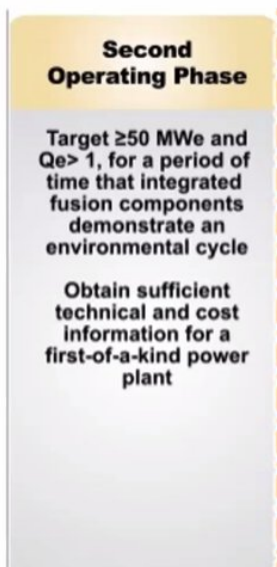 Second
Operating Phase
Target ≥50 MWe and
Qe> 1, for a period of
time that integrated
fusion components
demonstrate an
environmental cycle
Obtain sufficient
technical and cost
information for a
first-of-a-kind power
plant